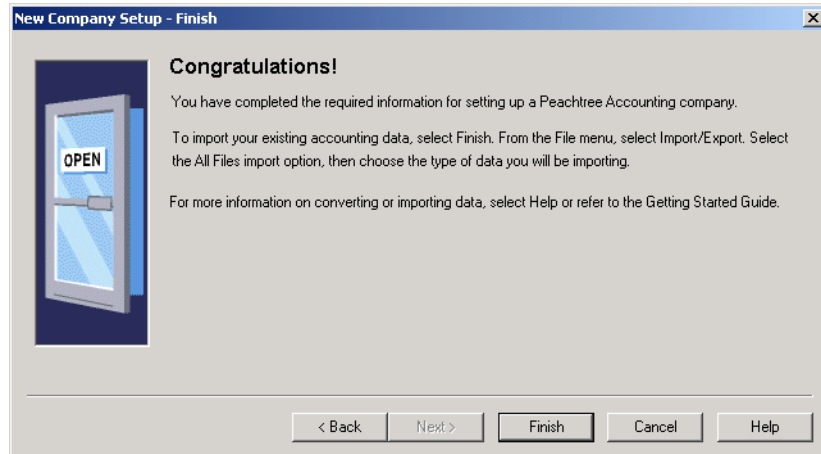 New Company Setup - Finish
Congratulations!
You have completed the required information for setting up a Peachtree Accounting company.
To import your existing accounting data, select Finish. From the File menu, select Import/Export. Select
the All Files import option, then choose the type of data you will be importing.
OPEN
For more information on converting or importing data, select Help or refer to the Getting Started Guide.
< Back Next > Finish Cancel Help